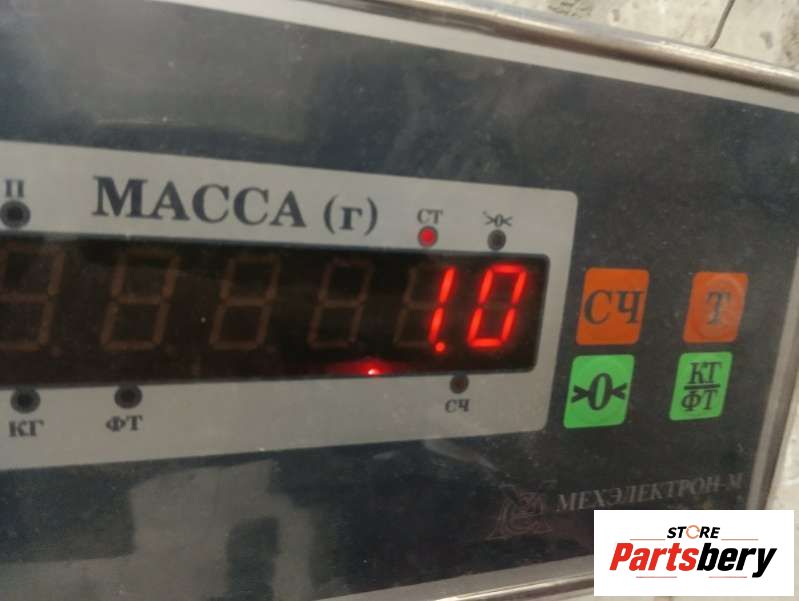 П
МАССА (г)
СТ
>0<
1.0
КГ
ФТ
СЧ
СЧ
Т
>0<
КГ
ФТ
МЕХЭЛЕКТРОН-М
STORE
Partsbery